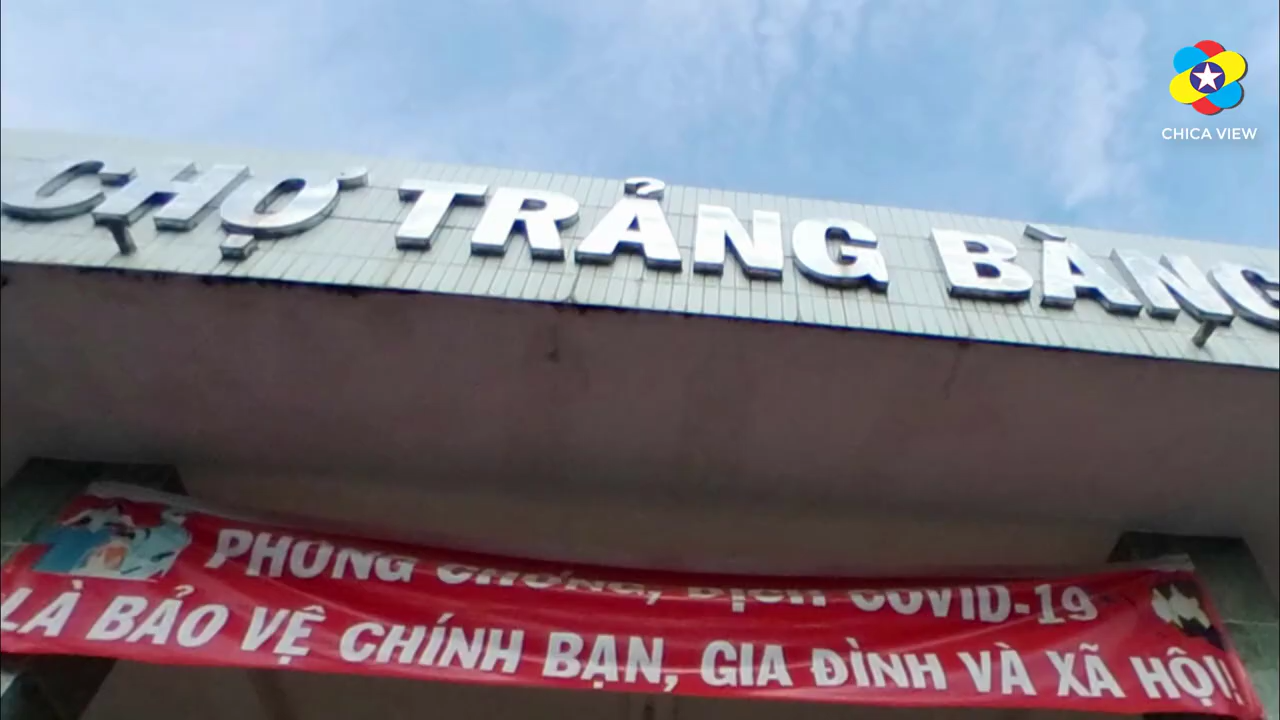 CHICA VIEW
CHỢ TRẢNG BÀNG
PHÒNG CHỐNG, DỊCH COVID-19
LÀ BẢO VỆ CHÍNH BẠN, GIA ĐÌNH VÀ XÃ HỘI!